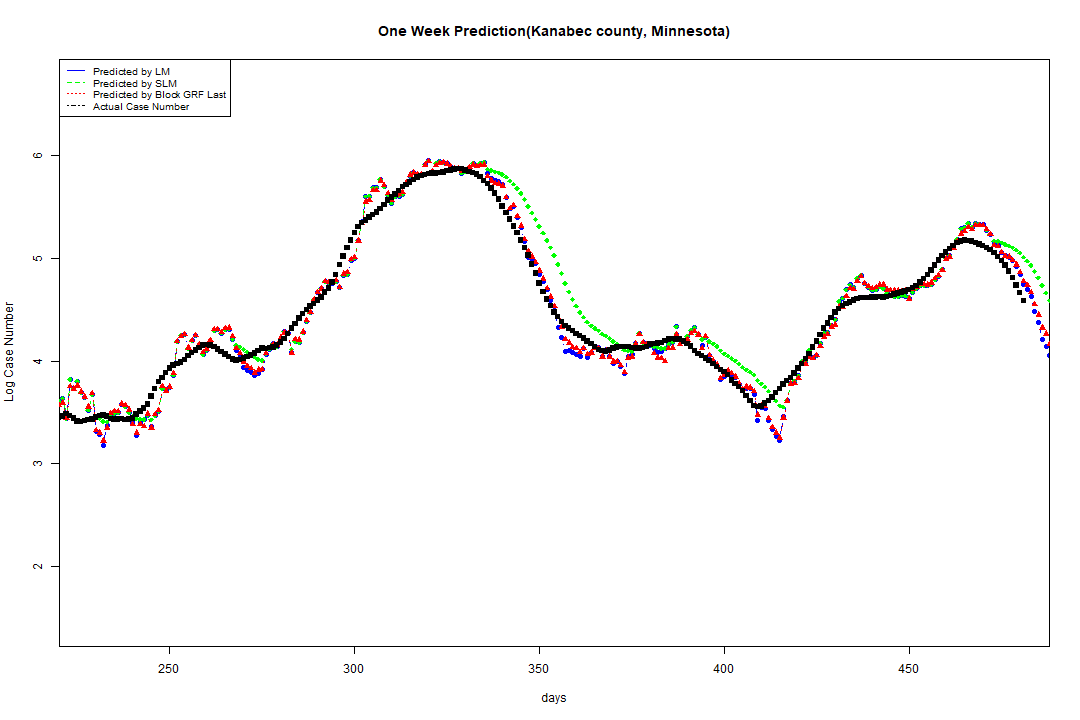 One Week Prediction(Kanabec county, Minnesota)
Predicted by LM
Predicted by SLM
Predicted by Block GRF Last
Actual Case Number
6
5
4
3
2
Log Case Number
250 300 350 400 450
days